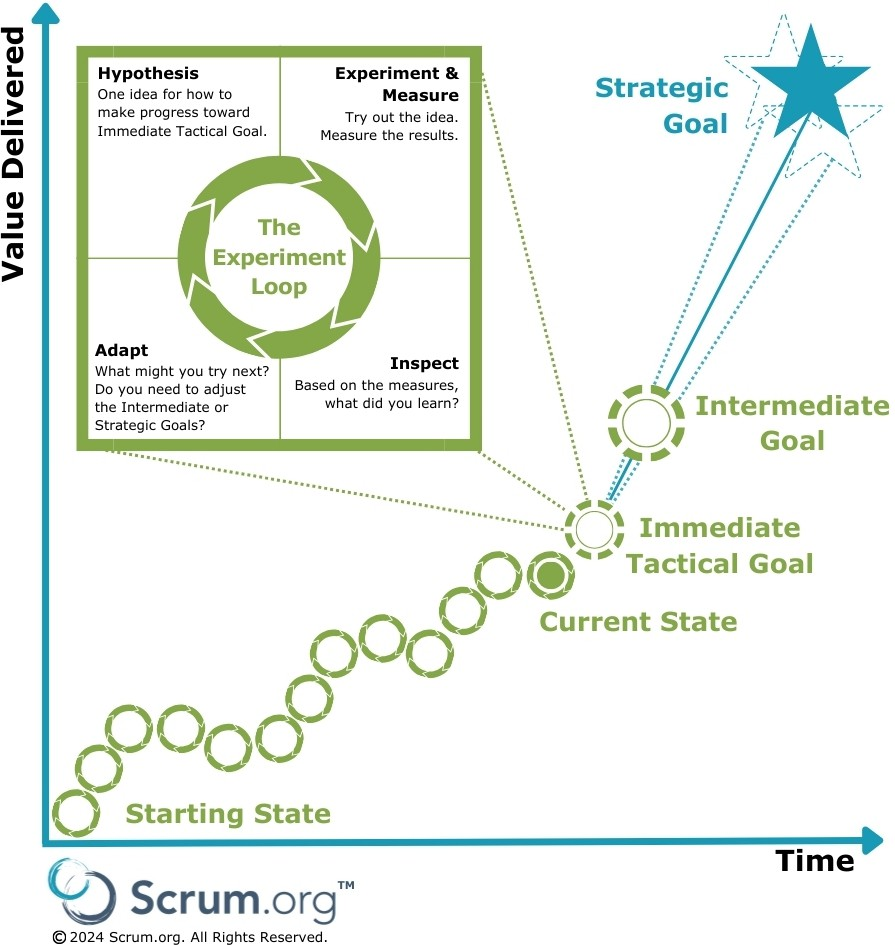 Value Delivered
Hypothesis
One idea for how to
make progress toward
Immediate Tactical Goal.
Experiment &
Measure
Try out the idea.
Measure the results.
The
Experiment
Loop
Adapt
What might you try next?
Do you need to adjust
the Intermediate or
Strategic Goals?
Inspect
Based on the measures,
what did you learn?
Strategic
Goal
Intermediate
Goal
Immediate
Tactical Goal
Current State
Starting State
Time
Scrum.org™
© 2024 Scrum.org. All Rights Reserved.